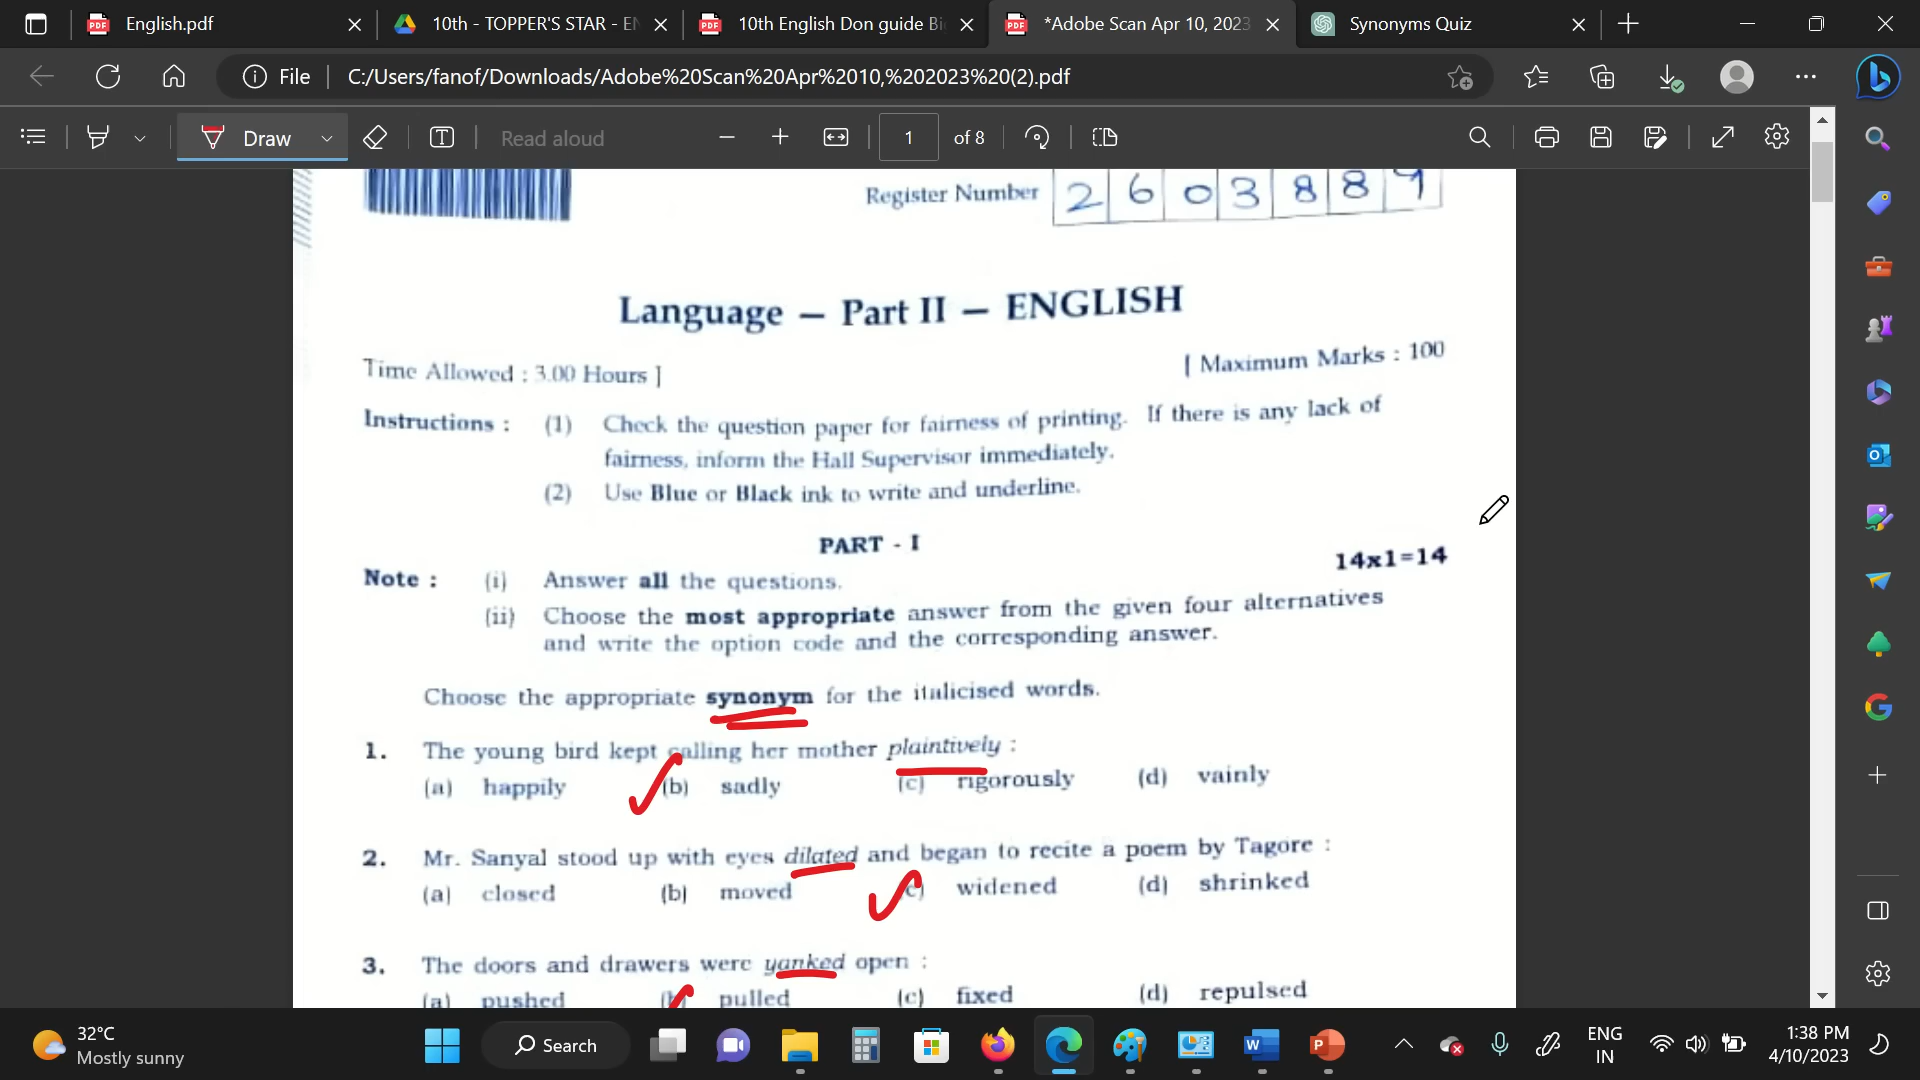 English.pdf
10th - TOPPER'S STAR - EN
10th English Don guide Bi
*Adobe Scan Apr 10, 2023
Synonyms Quiz
File
C:/Users/fanof/Downloads/Adobe%20Scan%20Apr%2010,%202023%20(2).pdf
Draw
Read aloud
1 of 8
Register Number 2 6 0 3 8 8 9
Language — Part II — ENGLISH
Time Allowed : 3.00 Hours ]
[ Maximum Marks : 100
Instructions : (1) Check the question paper for fairness of printing. If there is any lack of
fairness, inform the Hall Supervisor immediately.
(2) Use Blue or Black ink to write and underline.
PART - I
14x1=14
Note : (i) Answer all the questions.
(ii) Choose the most appropriate answer from the given four alternatives
and write the option code and the corresponding answer.
Choose the appropriate synonym for the italicised words.
1. The young bird kept calling her mother plaintively :
(a) happily (b) sadly (c) rigorously (d) vainly
2. Mr. Sanyal stood up with eyes dilated and began to recite a poem by Tagore :
(a) closed (b) moved (c) widened (d) shrinked
3. The doors and drawers were yanked open :
(a) pushed (b) pulled (c) fixed (d) repulsed
32°C
Mostly sunny
Search
ENG
IN
1:38 PM
4/10/2023